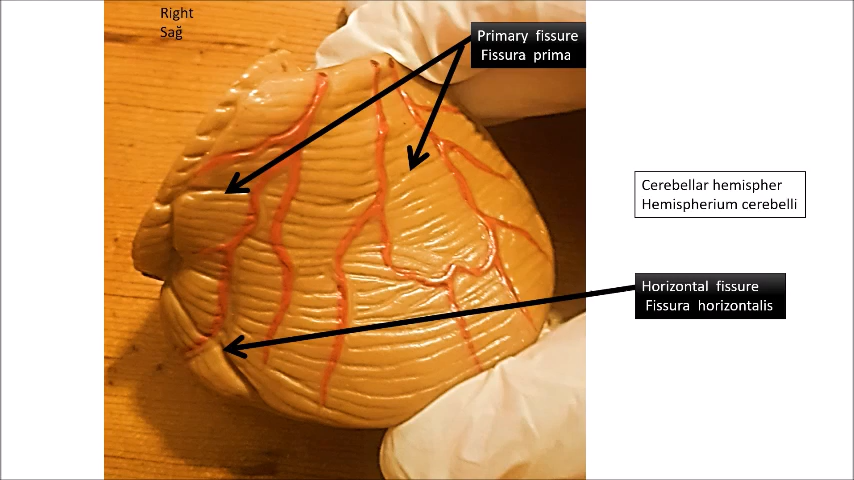 Right
Sağ
Primary fissure
Fissura prima
Cerebellar hemispher
Hemispherium cerebelli
Horizontal fissure
Fissura horizontalis